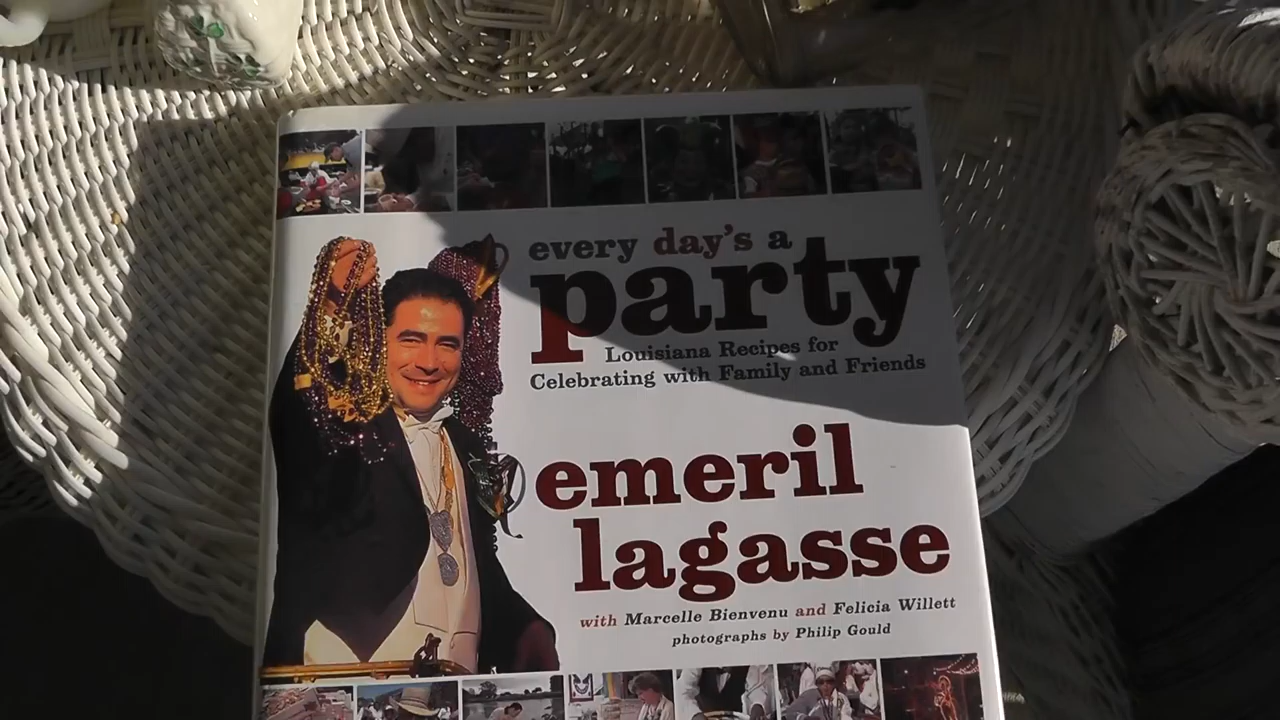 every day's a
party
Louisiana Recipes for
Celebrating with Family and Friends
emeril
lagasse
with Marcelle Bienvenu and Felicia Willett
photographs by Philip Gould